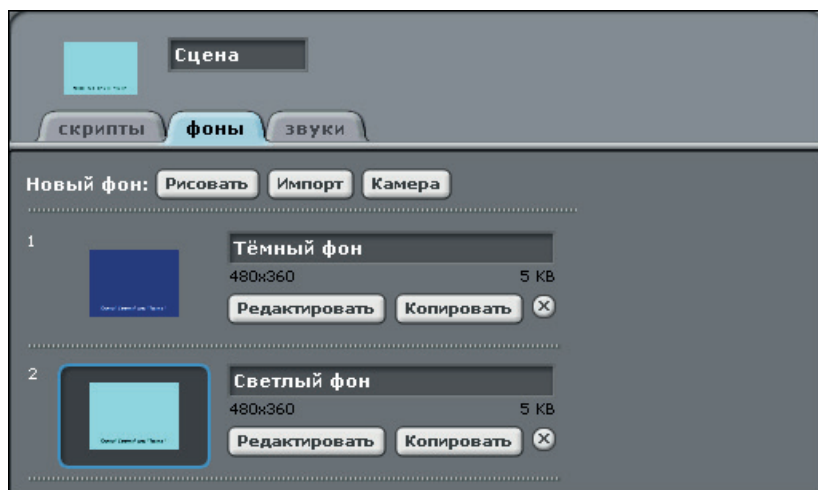 Сцена
скрипты фоны звуки
Новый фон: Рисовать Импорт Камера
1
Тёмный фон
480x360 5 KB
Редактировать Копировать
2
Светлый фон
480x360 5 KB
Редактировать Копировать